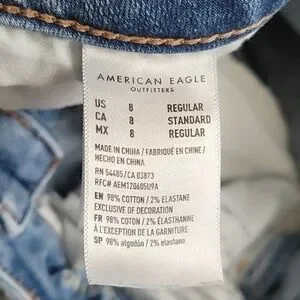 AMERICAN EAGLE
OUTFITTERS
US 8 REGULAR
CA 8 STANDARD
MX 8 REGULAR
MADE IN CHINA / FABRIQUÉ EN CHINE /
HECHO EN CHINA
RN 54485 / CA 03873
RFC# AEM120605U9A
EN 98% COTTON / 2% ELASTANE
EXCLUSIVE OF DECORATION
FR 98% COTON / 2% ÉLASTHANNE
À L'EXCEPTION DE LA GARNITURE
SP 98% algodón / 2% elastano